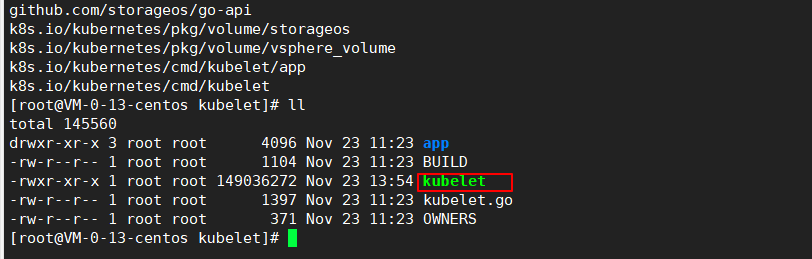 github.com/storageos/go-api
k8s.io/kubernetes/pkg/volume/storageos
k8s.io/kubernetes/pkg/volume/vsphere_volume
k8s.io/kubernetes/cmd/kubelet/app
k8s.io/kubernetes/cmd/kubelet
[root@VM-0-13-centos kubelet]# ll
total 145560
drwxr-xr-x 3 root root      4096 Nov 23 11:23 app
-rw-r--r-- 1 root root      1104 Nov 23 11:23 BUILD
-rwxr-xr-x 1 root root 149036272 Nov 23 13:54 kubelet
-rw-r--r-- 1 root root      1397 Nov 23 11:23 kubelet.go
-rw-r--r-- 1 root root       371 Nov 23 11:23 OWNERS
[root@VM-0-13-centos kubelet]#